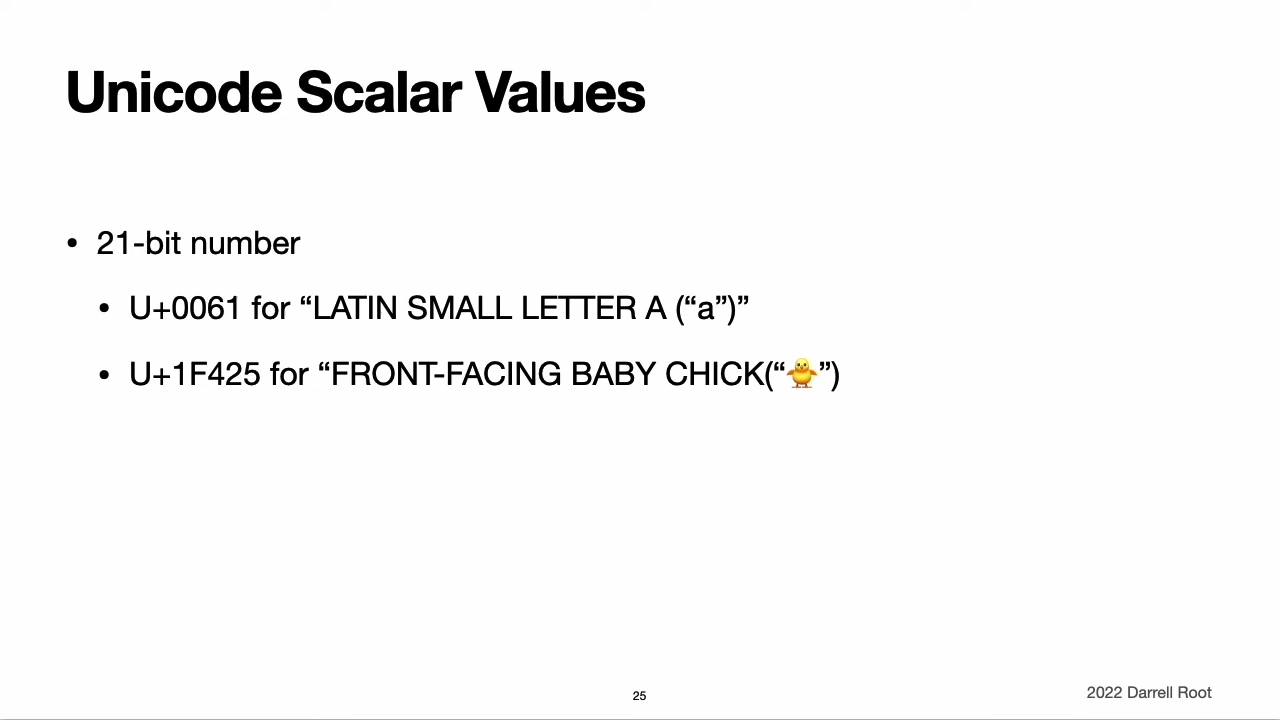 Unicode Scalar Values
• 21-bit number
• U+0061 for “LATIN SMALL LETTER A (“a”)”
• U+1F425 for “FRONT-FACING BABY CHICK(“🐥”)
25
2022 Darrell Root